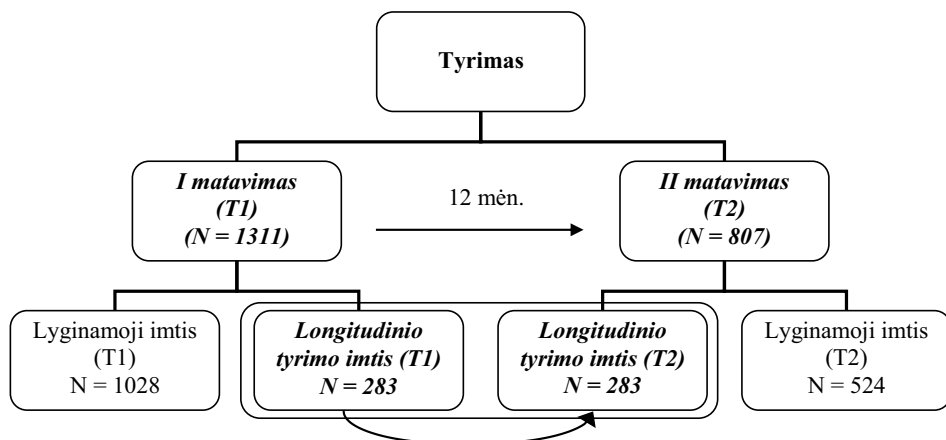 Tyrimas
I matavimas
(T1)
(N = 1311)
12 mėn.
II matavimas
(T2)
(N = 807)
Lyginamoji imtis
(T1)
N = 1028
Longitudinio
tyrimo imtis (T1)
N = 283
Longitudinio
tyrimo imtis (T2)
N = 283
Lyginamoji imtis
(T2)
N = 524